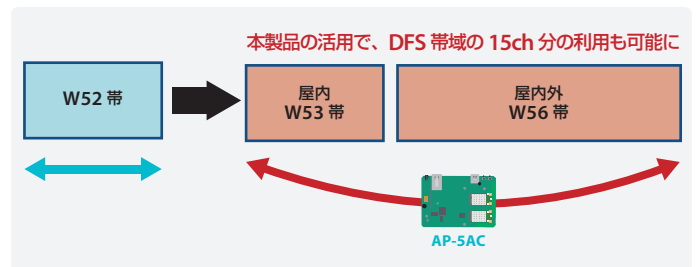 本製品の活用で、DFS 帯域の 15ch 分の利用も可能に
W52 帯
屋内
W53 帯
屋内外
W56 帯
AP-5AC